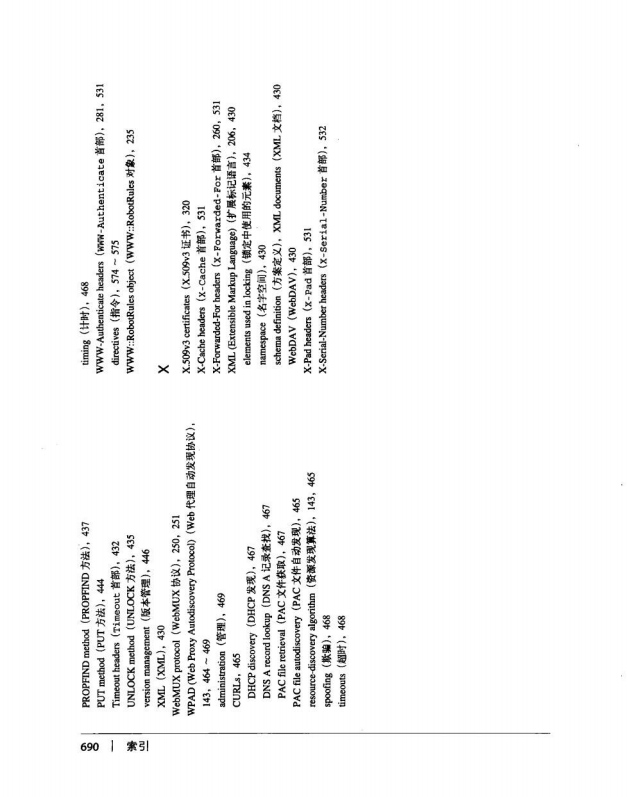 PROPFIND method (PROPFIND 方法), 437
PUT method (PUT 方法), 444
Timeout headers (Timeout 首部), 432
UNLOCK method (UNLOCK 方法), 435
version management (版本管理), 446
XML (XML), 430
WebMUX protocol (WebMUX 协议), 250, 251
WPAD (Web Proxy Autodiscovery Protocol) (Web 代理自动发现协议),
143, 464 ~ 469
administration (管理), 469
CURLs, 465
DHCP discovery (DHCP 发现), 467
DNS A record lookup (DNS A 记录查找), 467
PAC file retrieval (PAC 文件获取), 467
PAC file autodiscovery (PAC 文件自动发现), 465
resource-discovery algorithm (资源发现算法), 143, 465
spoofing (欺骗), 468
timeouts (超时), 468
timing (计时), 468
WWW-Authenticate headers (WWW-Authenticate 首部), 281, 531
directives (指令), 574 ~ 575
WWW::RobotRules object (WWW::RobotRules 对象), 235
X
X.509v3 certificates (X.509v3 证书), 320
X-Cache headers (X-Cache 首部), 531
X-Forwarded-For headers (X-Forwarded-For 首部), 260, 531
XML (Extensible Markup Language) (扩展标记语言), 206, 430
elements used in locking (锁定中使用的元素), 434
namespace (名字空间), 430
schema definition (方案定义), XML documents (XML 文档), 430
WebDAV (WebDAV), 430
X-Pad headers (X-Pad 首部), 531
X-Serial-Number headers (X-Serial-Number 首部), 532
690 | 索引